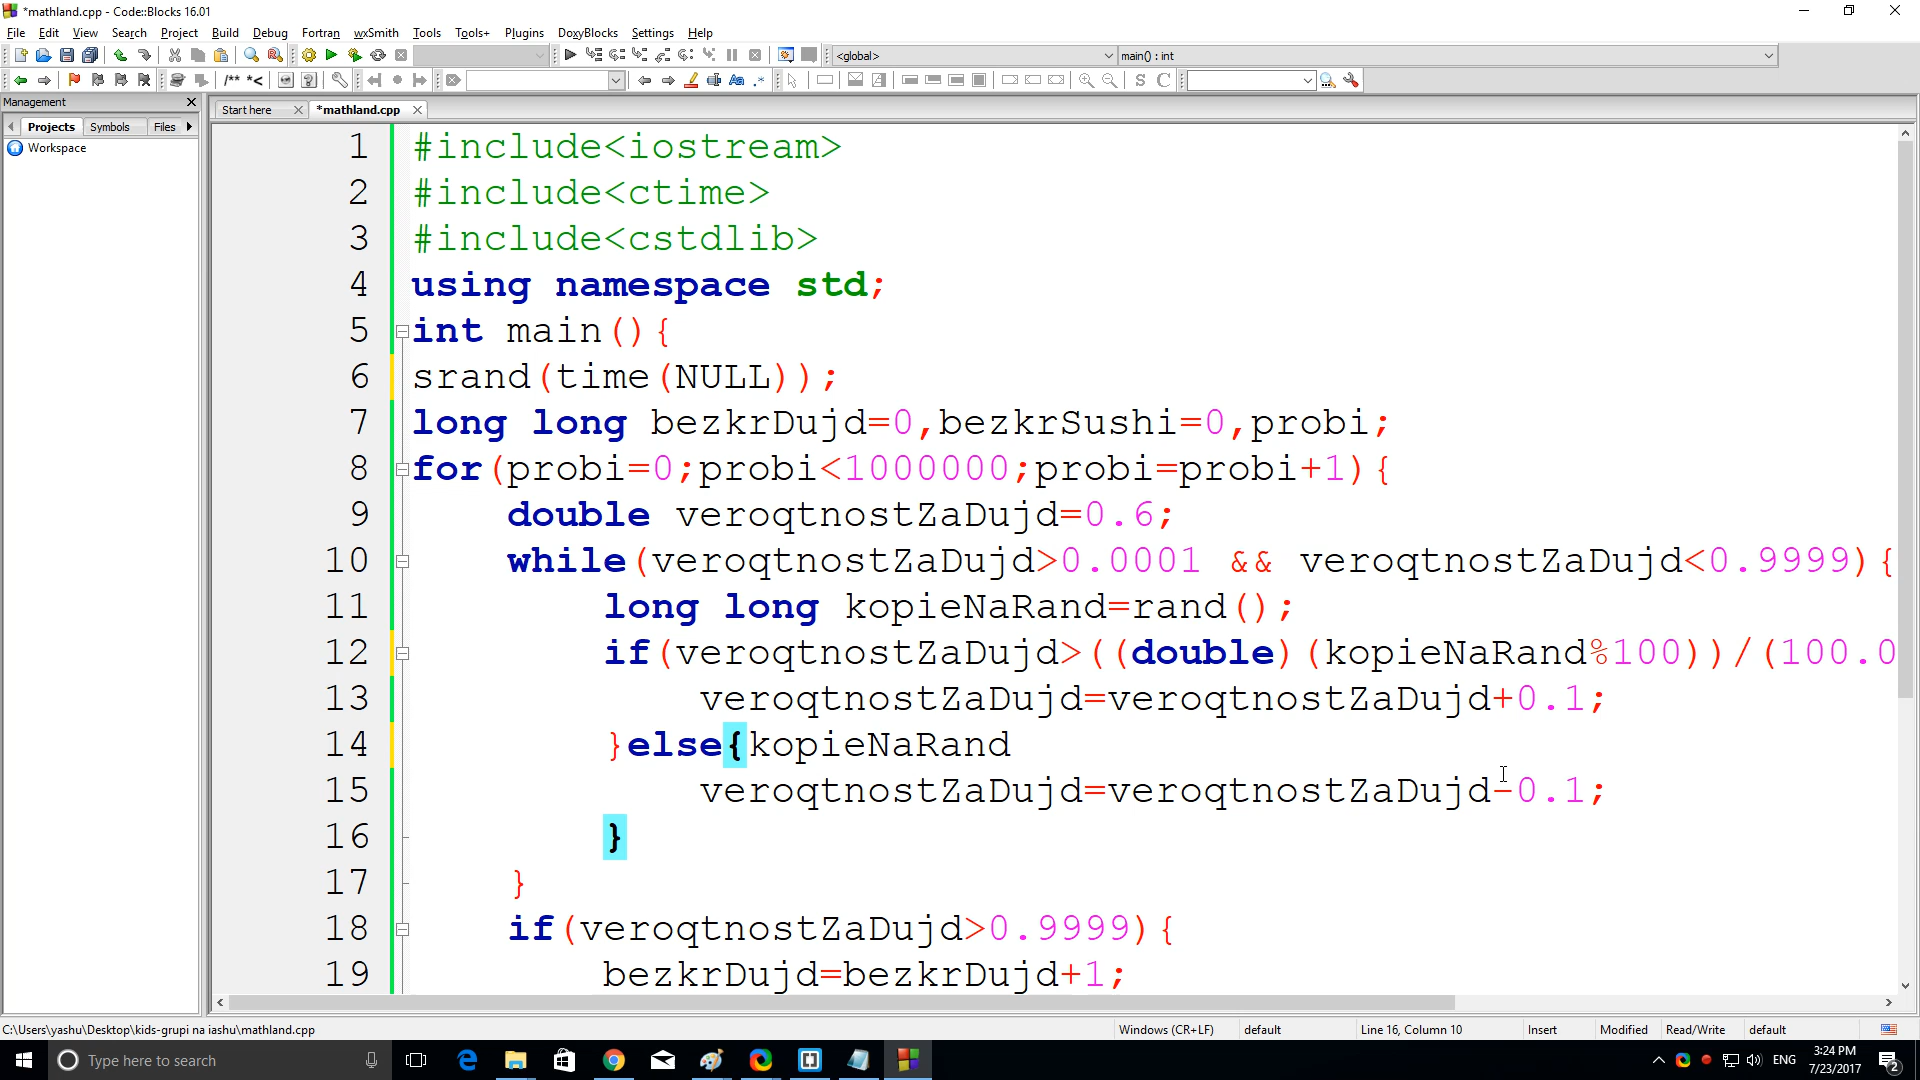 *mathland.cpp - Code::Blocks 16.01
File Edit View Search Project Build Debug Fortran wxSmith Tools Tools+ Plugins DoxyBlocks Settings Help
<global> main() : int
/** *<
S C
Management
Start here *mathland.cpp
Projects Symbols Files
Workspace
1 #include<iostream>
2 #include<ctime>
3 #include<cstdlib>
4 using namespace std;
5 int main(){
6 srand(time(NULL));
7 long long bezkrDujd=0,bezkrSushi=0,probi;
8 for(probi=0;probi<1000000;probi=probi+1){
9 double veroqtnostZaDujd=0.6;
10 while(veroqtnostZaDujd>0.0001 && veroqtnostZaDujd<0.9999){
11 long long kopieNaRand=rand();
12 if(veroqtnostZaDujd>((double)(kopieNaRand%100))/(100.0
13 veroqtnostZaDujd=veroqtnostZaDujd+0.1;
14 }else{kopieNaRand
15 veroqtnostZaDujd=veroqtnostZaDujd-0.1;
16 }
17 }
18 if(veroqtnostZaDujd>0.9999){
19 bezkrDujd=bezkrDujd+1;
C:\Users\yashu\Desktop\kids-grupi na iashu\mathland.cpp Windows (CR+LF) default Line 16, Column 10 Insert Modified Read/Write default
Type here to search
ENG 3:24 PM
7/23/2017
2